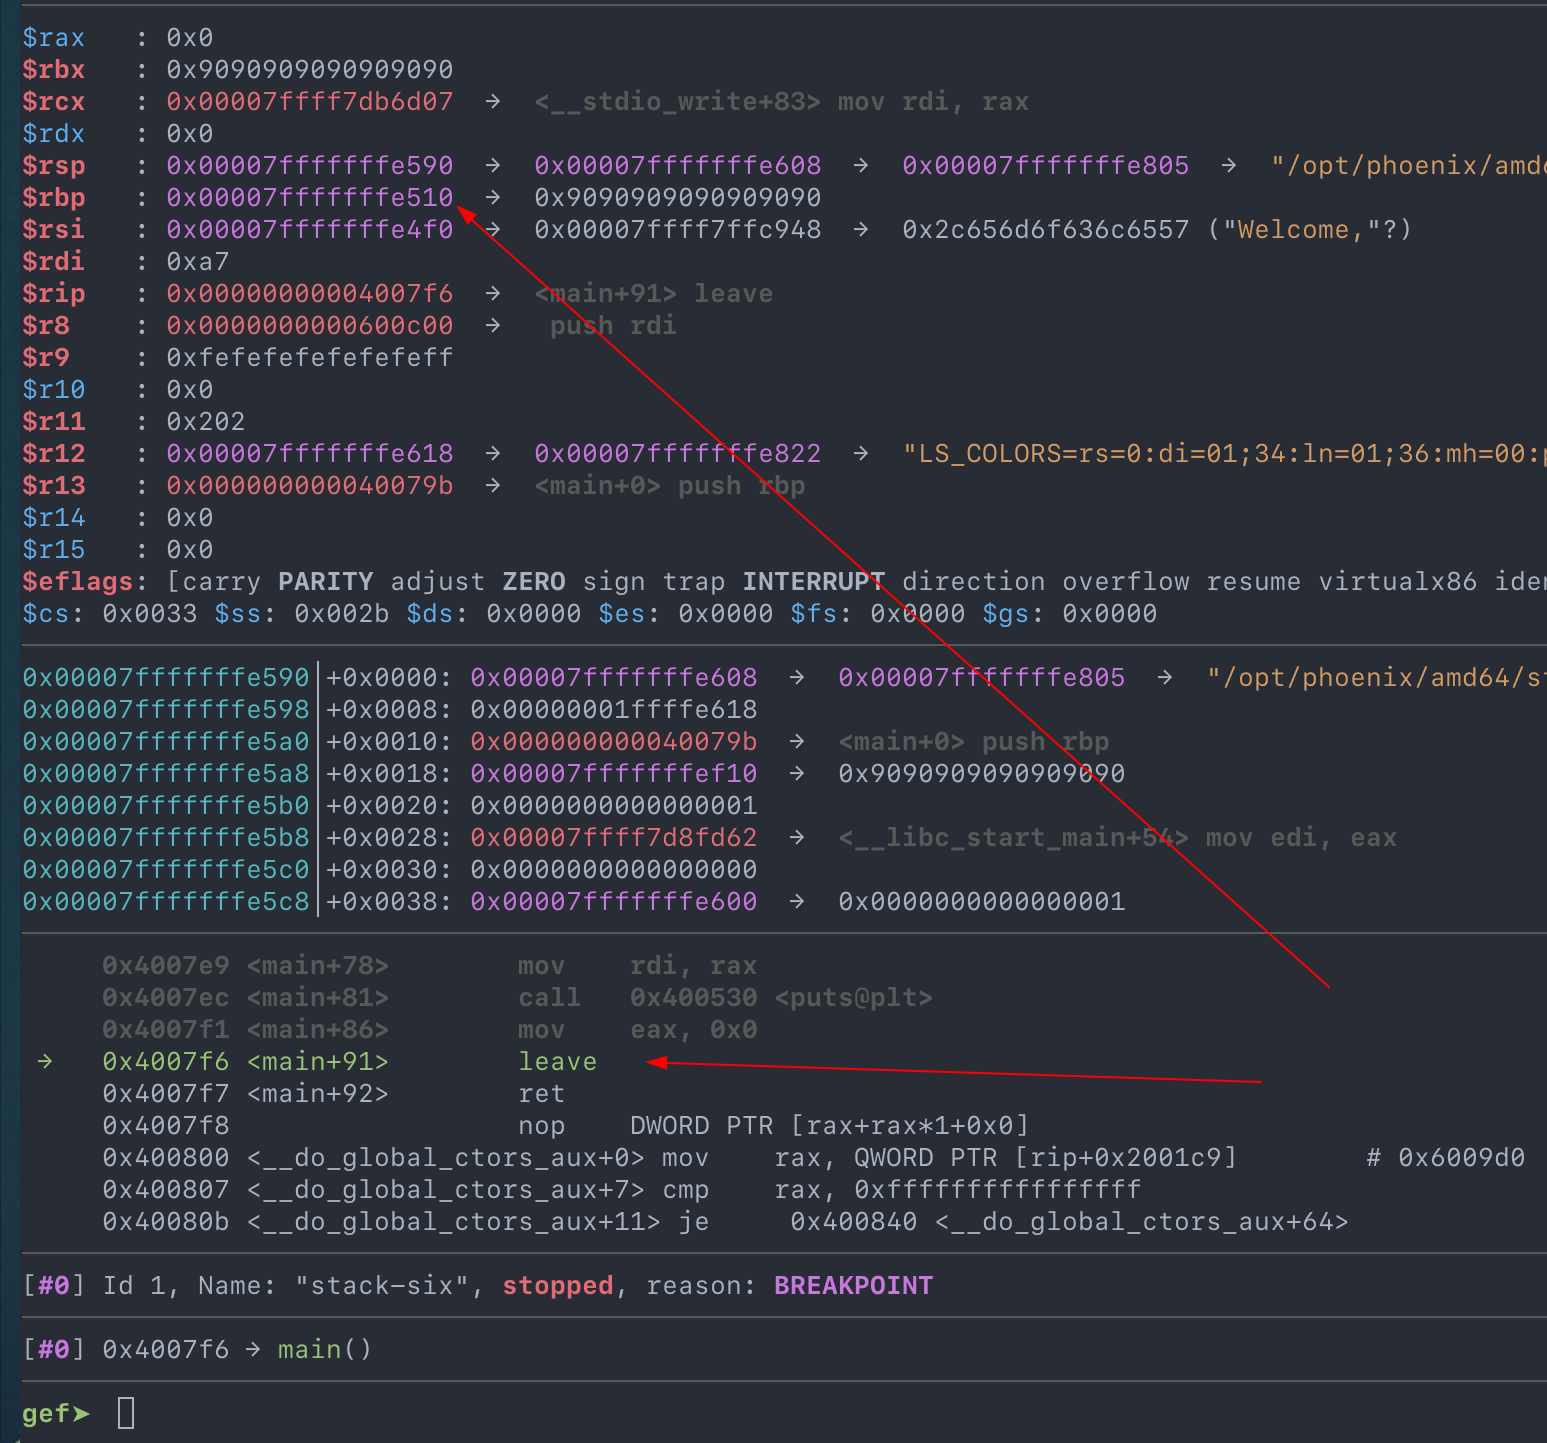 $rax   : 0x0
$rbx   : 0x9090909090909090
$rcx   : 0x00007ffff7db6d07  →  <__stdio_write+83> mov rdi, rax
$rdx   : 0x0
$rsp   : 0x00007fffffffe590  →  0x00007fffffffe608  →  0x00007fffffffe805  →  "/opt/phoenix/amd6
$rbp   : 0x00007fffffffe510  →  0x9090909090909090
$rsi   : 0x00007fffffffe4f0  →  0x00007ffff7ffc948  →  0x2c656d6f636c6557 ("Welcome,"?)
$rdi   : 0xa7
$rip   : 0x00000000004007f6  →  <main+91> leave
$r8    : 0x0000000000600c00  →   push rdi
$r9    : 0xfefefefefefefeff
$r10   : 0x0
$r11   : 0x202
$r12   : 0x00007fffffffe618  →  0x00007fffffffe822  →  "LS_COLORS=rs=0:di=01;34:ln=01;36:mh=00:p
$r13   : 0x000000000040079b  →  <main+0> push rbp
$r14   : 0x0
$r15   : 0x0
$eflags: [carry PARITY adjust ZERO sign trap INTERRUPT direction overflow resume virtualx86 iden
$cs: 0x0033 $ss: 0x002b $ds: 0x0000 $es: 0x0000 $fs: 0x0000 $gs: 0x0000
0x00007fffffffe590│+0x0000: 0x00007fffffffe608  →  0x00007fffffffe805  →  "/opt/phoenix/amd64/st
0x00007fffffffe598│+0x0008: 0x00000001ffffe618
0x00007fffffffe5a0│+0x0010: 0x000000000040079b  →  <main+0> push rbp
0x00007fffffffe5a8│+0x0018: 0x00007fffffffef10  →  0x9090909090909090
0x00007fffffffe5b0│+0x0020: 0x0000000000000001
0x00007fffffffe5b8│+0x0028: 0x00007ffff7d8fd62  →  <__libc_start_main+54> mov edi, eax
0x00007fffffffe5c0│+0x0030: 0x0000000000000000
0x00007fffffffe5c8│+0x0038: 0x00007fffffffe600  →  0x0000000000000001
0x4007e9 <main+78>        mov    rdi, rax
0x4007ec <main+81>        call   0x400530 <puts@plt>
0x4007f1 <main+86>        mov    eax, 0x0
→   0x4007f6 <main+91>        leave
0x4007f7 <main+92>        ret
0x4007f8                  nop    DWORD PTR [rax+rax*1+0x0]
0x400800 <__do_global_ctors_aux+0> mov    rax, QWORD PTR [rip+0x2001c9]        # 0x6009d0
0x400807 <__do_global_ctors_aux+7> cmp    rax, 0xffffffffffffffff
0x40080b <__do_global_ctors_aux+11> je     0x400840 <__do_global_ctors_aux+64>
[#0] Id 1, Name: "stack-six", stopped, reason: BREAKPOINT
[#0] 0x4007f6 → main()
gef➤